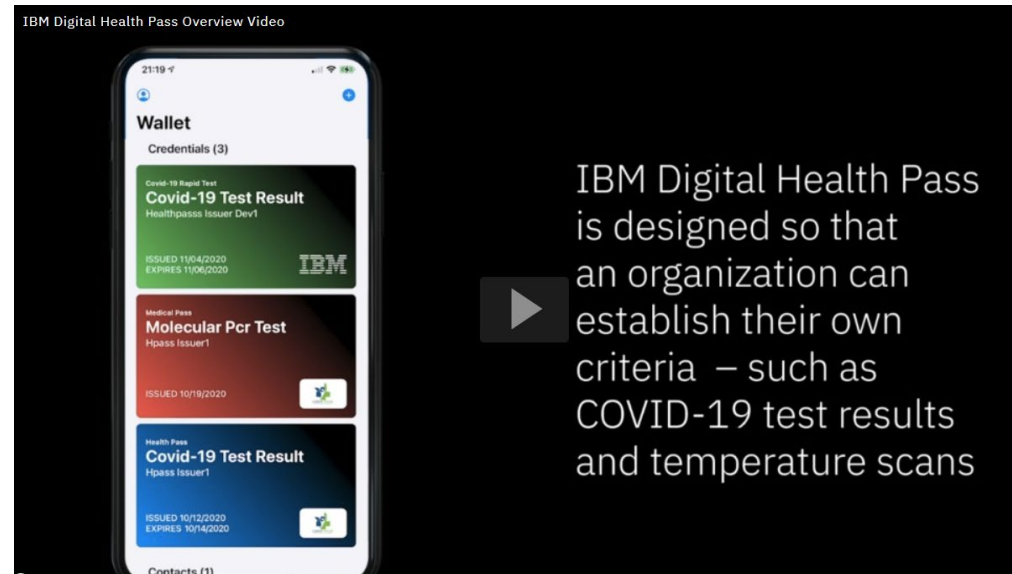 IBM Digital Health Pass Overview Video
21:19
Wallet
Credentials (3)
Covid-19 Rapid Test
Covid-19 Test Result
Healthpasss Issuer Dev1
ISSUED 11/04/2020
EXPIRES 11/06/2020
IBM
Medical Pass
Molecular Pcr Test
Hpass Issuer1
ISSUED 10/19/2020
Health Pass
Covid-19 Test Result
Hpass Issuer1
ISSUED 10/12/2020
EXPIRES 10/14/2020
Contacts (1)
IBM Digital Health Pass
is designed so that
an organization can
establish their own
criteria – such as
COVID-19 test results
and temperature scans